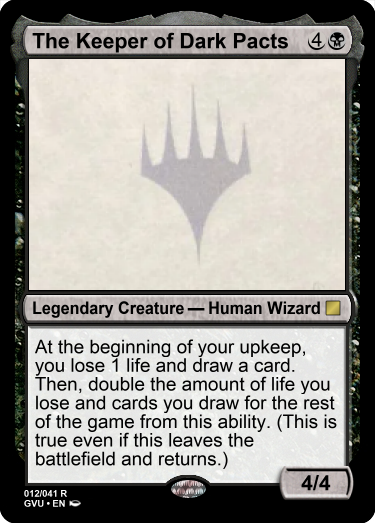 The Keeper of Dark Pacts 4
Legendary Creature — Human Wizard
At the beginning of your upkeep,
you lose 1 life and draw a card.
Then, double the amount of life you
lose and cards you draw for the rest
of the game from this ability. (This is
true even if this leaves the
battlefield and returns.)
4/4
012/041 R
GVU • EN